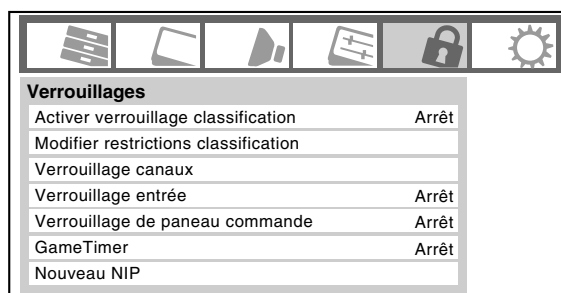 Verrouillages
Activer verrouillage classification Arrêt
Modifier restrictions classification
Verrouillage canaux
Verrouillage entrée Arrêt
Verrouillage de paneau commande Arrêt
GameTimer Arrêt
Nouveau NIP